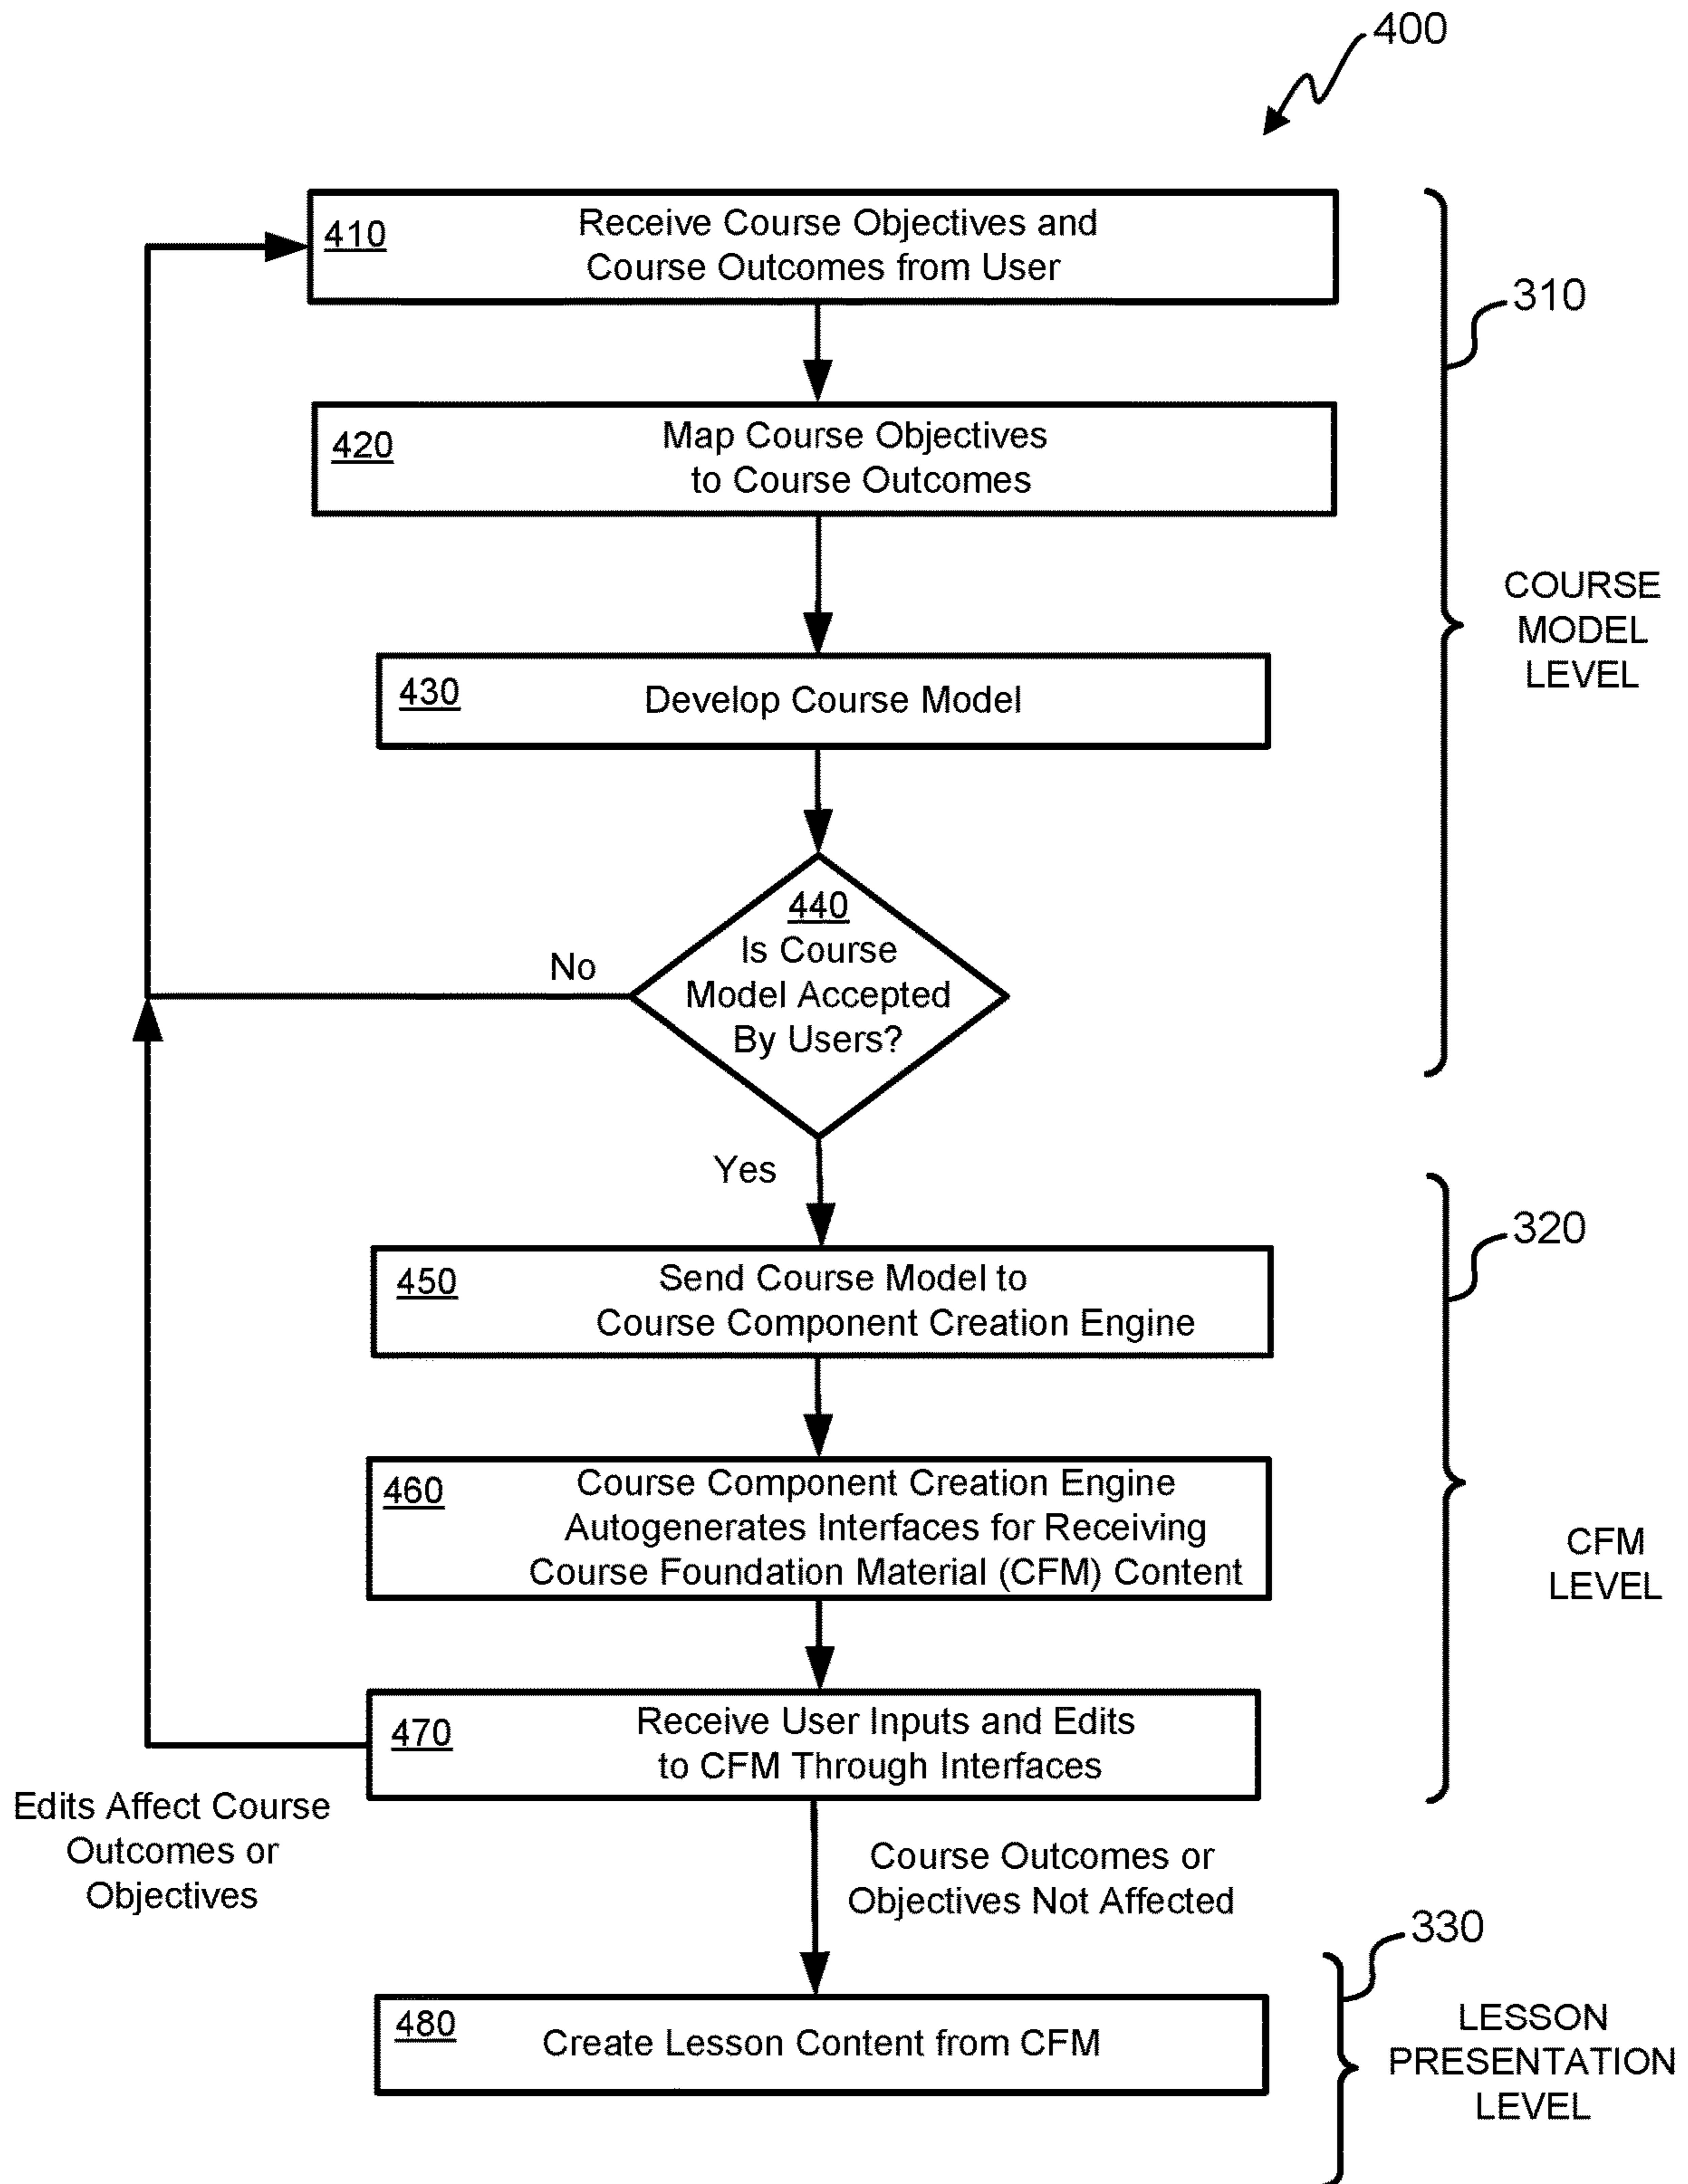 400
410
Receive Course Objectives and
Course Outcomes from User
310
420
Map Course Objectives
to Course Outcomes
COURSE
MODEL
LEVEL
430
Develop Course Model
440
Is Course
Model Accepted
By Users?
No
Yes
320
450
Send Course Model to
Course Component Creation Engine
460
Course Component Creation Engine
Autogenerates Interfaces for Receiving
Course Foundation Material (CFM) Content
CFM
LEVEL
470
Receive User Inputs and Edits
to CFM Through Interfaces
Edits Affect Course
Outcomes or
Objectives
Course Outcomes or
Objectives Not Affected
330
480
Create Lesson Content from CFM
LESSON
PRESENTATION
LEVEL